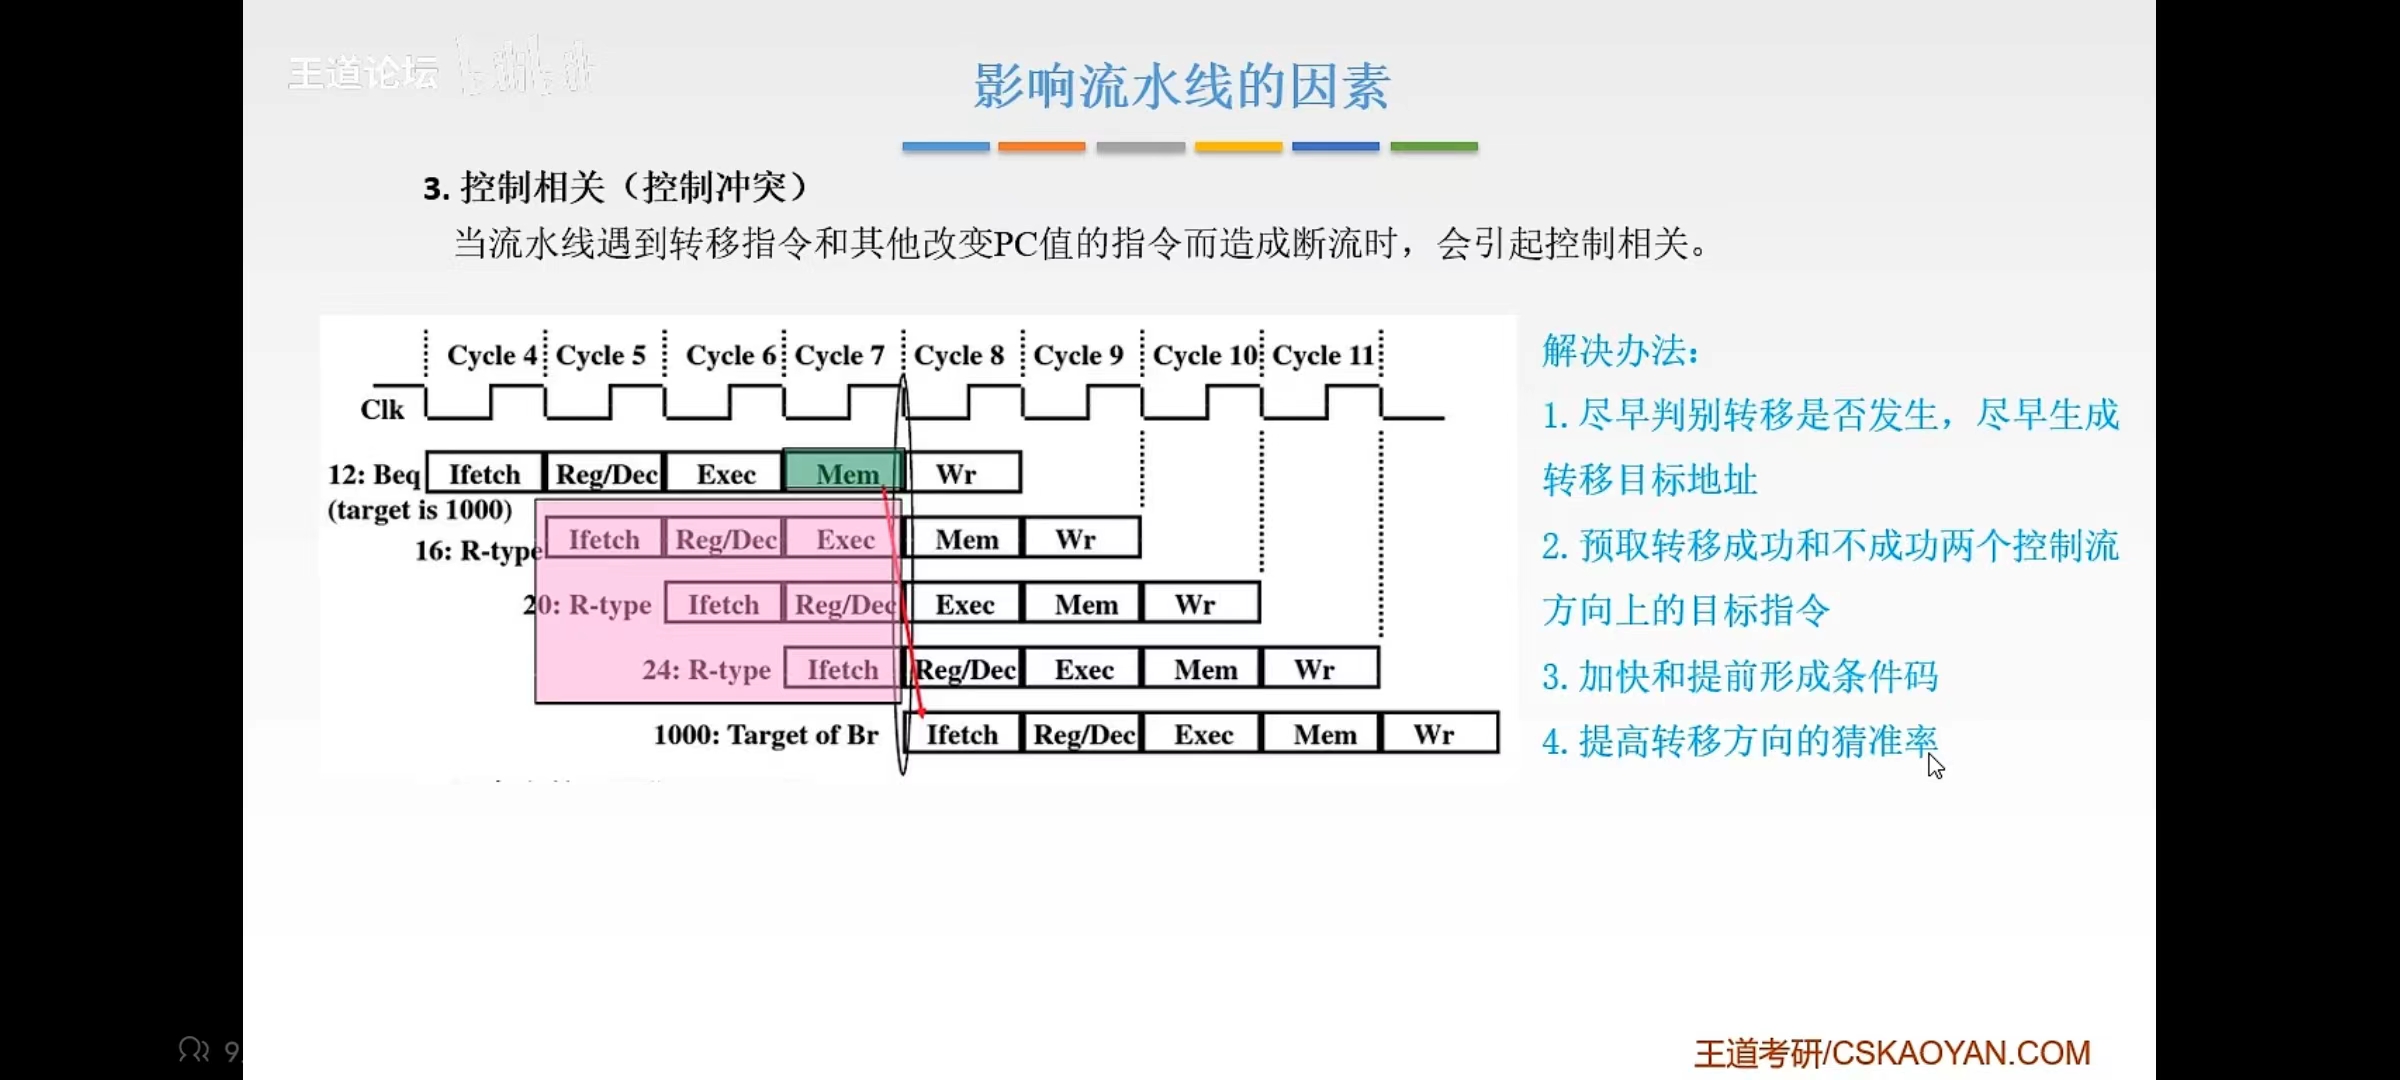 王道论坛
影响流水线的因素
3. 控制相关（控制冲突）
当流水线遇到转移指令和其他改变PC值的指令而造成断流时，会引起控制相关。
Cycle 4 Cycle 5 Cycle 6 Cycle 7 Cycle 8 Cycle 9 Cycle 10 Cycle 11
Clk
12: Beq Ifetch Reg/Dec Exec Mem Wr
(target is 1000)
16: R-type Ifetch Reg/Dec Exec Mem Wr
20: R-type Ifetch Reg/Dec Exec Mem Wr
24: R-type Ifetch Reg/Dec Exec Mem Wr
1000: Target of Br Ifetch Reg/Dec Exec Mem Wr
解决办法：
1. 尽早判别转移是否发生，尽早生成
转移目标地址
2. 预取转移成功和不成功两个控制流
方向上的目标指令
3. 加快和提前形成条件码
4. 提高转移方向的猜准率
9
王道考研/CSKAOYAN.COM